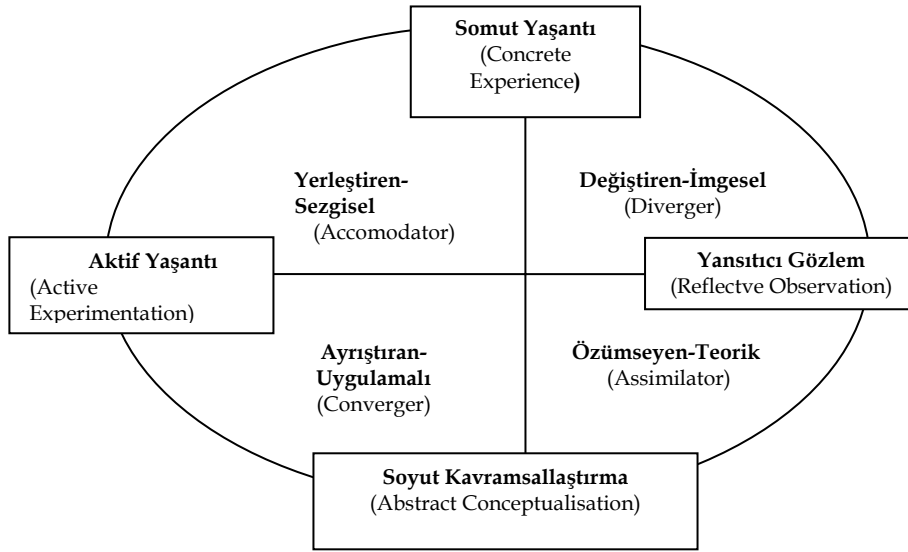 Somut Yaşantı
(Concrete
Experience)
Yerleştiren-
Sezgisel
(Accomodator)
Değiştiren-İmgesel
(Diverger)
Aktif Yaşantı
(Active
Experimentation)
Yansıtıcı Gözlem
(Reflectve Observation)
Ayrıştıran-
Uygulamalı
(Converger)
Özümseyen-Teorik
(Assimilator)
Soyut Kavramsallaştırma
(Abstract Conceptualisation)